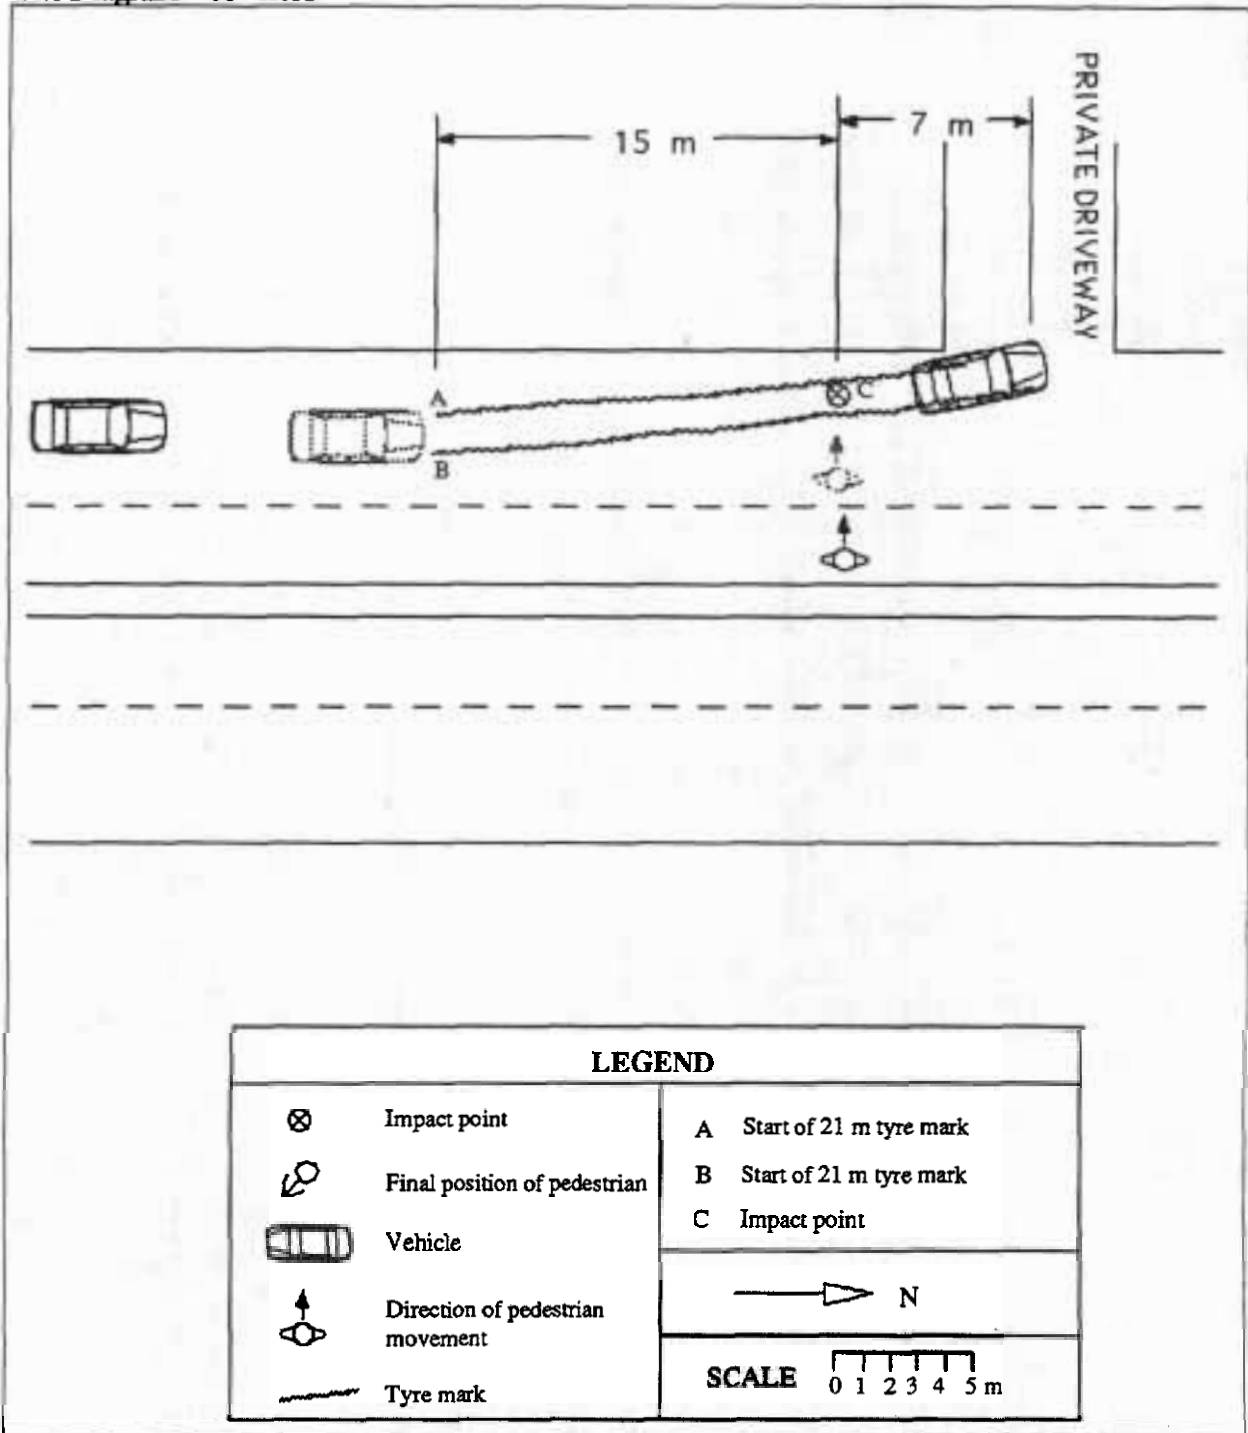 15 m
7 m
PRIVATE DRIVEWAY
A
B
C
LEGEND
Impact point
Final position of pedestrian
Vehicle
Direction of pedestrian
movement
Tyre mark
A Start of 21 m tyre mark
B Start of 21 m tyre mark
C Impact point
N
SCALE 0 1 2 3 4 5 m